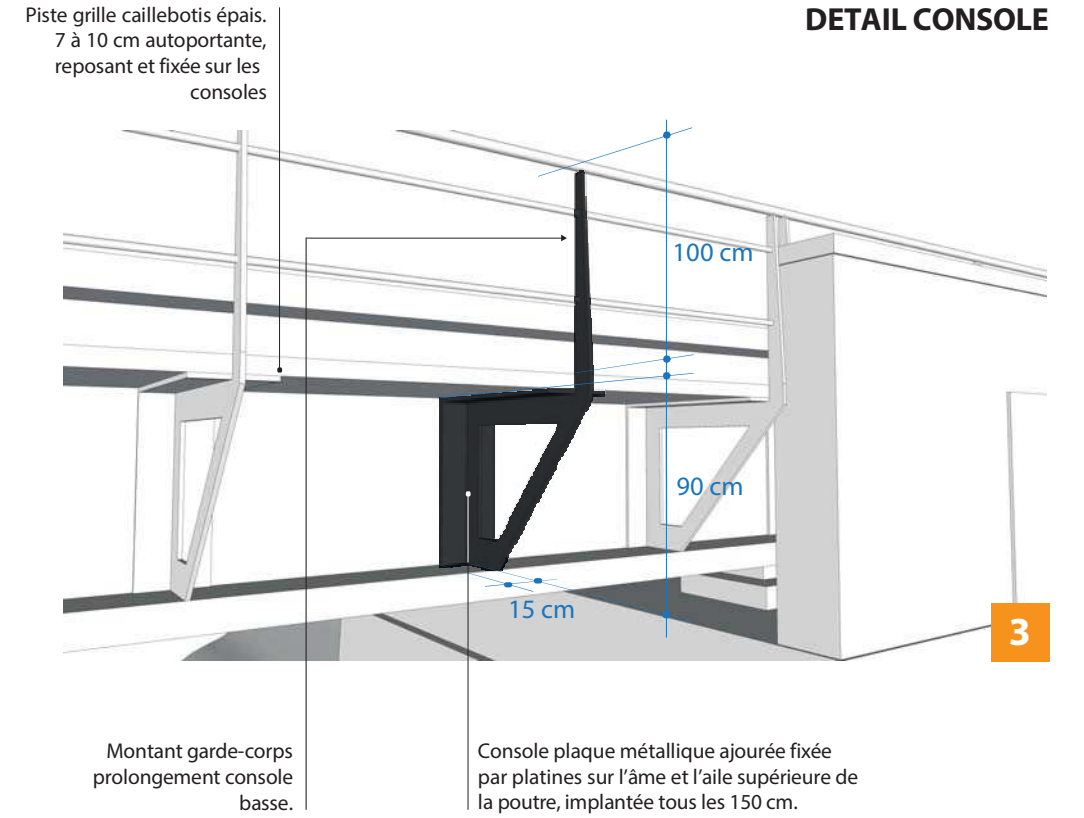 Piste grille caillebotis épais.
7 à 10 cm autoportante,
reposant et fixée sur les
consoles
DETAIL CONSOLE
100 cm
90 cm
15 cm
3
Montant garde-corps
prolongement console
basse.
Console plaque métallique ajourée fixée
par platines sur l’âme et l’aile supérieure de
la poutre, implantée tous les 150 cm.